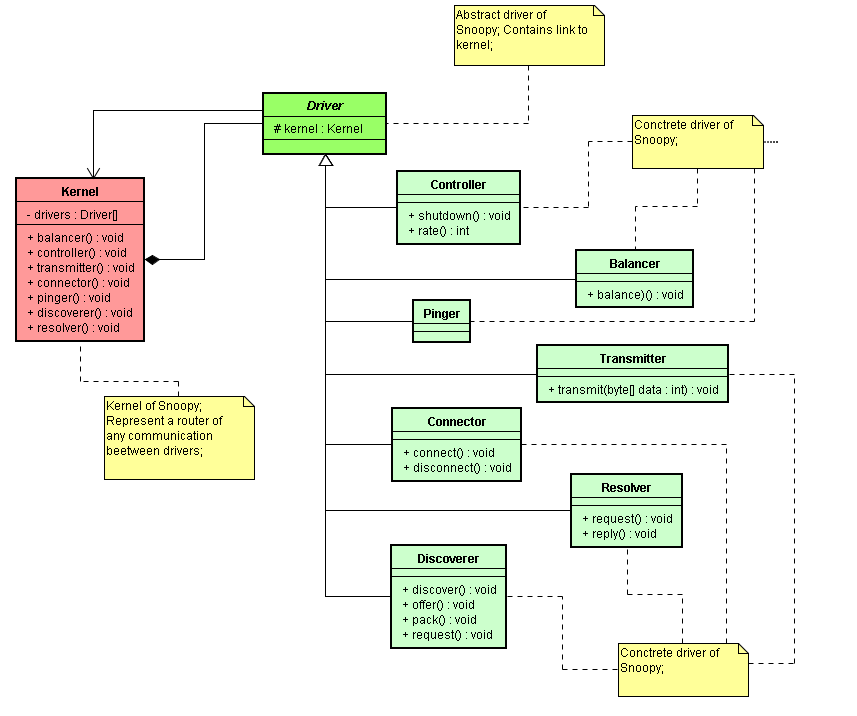 Abstract driver of
Snoopy; Contains link to
kernel;
Driver
# kernel : Kernel
Conctrete driver of
Snoopy;
Kernel
- drivers : Driver[]
+ balancer() : void
+ controller() : void
+ transmitter() : void
+ connector() : void
+ pinger() : void
+ discoverer() : void
+ resolver() : void
Controller
+ shutdown() : void
+ rate() : int
Balancer
+ balance)() : void
Pinger
Transmitter
+ transmit(byte[] data : int) : void
Kernel of Snoopy;
Represent a router of
any communication
beetween drivers;
Connector
+ connect() : void
+ disconnect() : void
Resolver
+ request() : void
+ reply() : void
Discoverer
+ discover() : void
+ offer() : void
+ pack() : void
+ request() : void
Conctrete driver of
Snoopy;